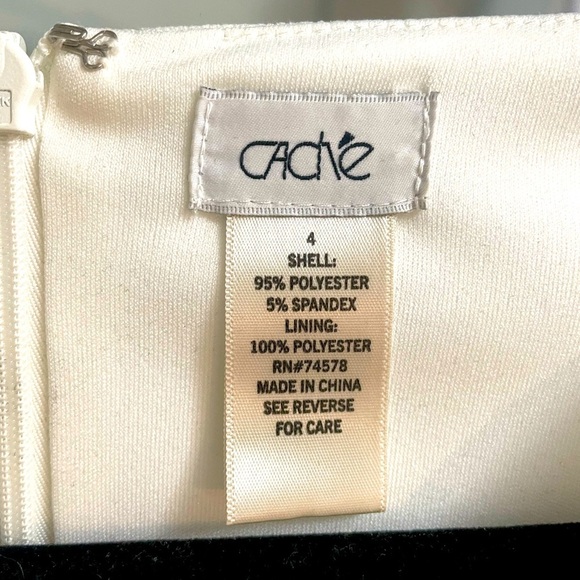 CAChé
4
SHELL:
95% POLYESTER
5% SPANDEX
LINING:
100% POLYESTER
RN#74578
MADE IN CHINA
SEE REVERSE
FOR CARE